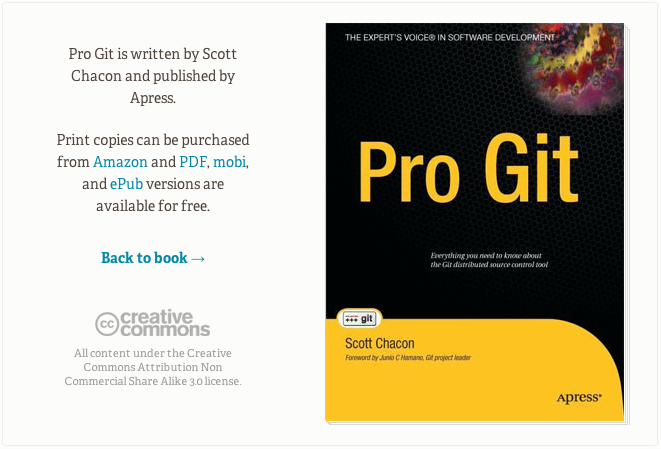 Pro Git is written by Scott
Chacon and published by
Apress.
Print copies can be purchased
from Amazon and PDF, mobi,
and ePub versions are
available for free.
Back to book →
cc creative
commons
All content under the Creative
Commons Attribution Non
Commercial Share Alike 3.0 license.
THE EXPERT'S VOICE® IN SOFTWARE DEVELOPMENT
Pro Git
Everything you need to know about
the Git distributed source control tool
git
Scott Chacon
Foreword by Junio C Hamano, Git project leader
Apress®